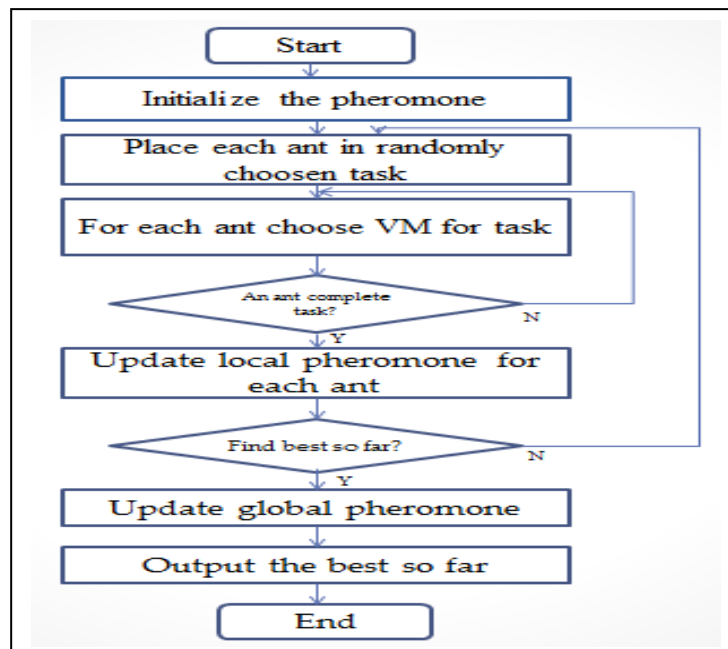 Start
Initialize the pheromone
Place each ant in randomly
choosen task
For each ant choose VM for task
An ant complete
task?
N
Y
Update local pheromone for
each ant
Find best so far?
N
Y
Update global pheromone
Output the best so far
End